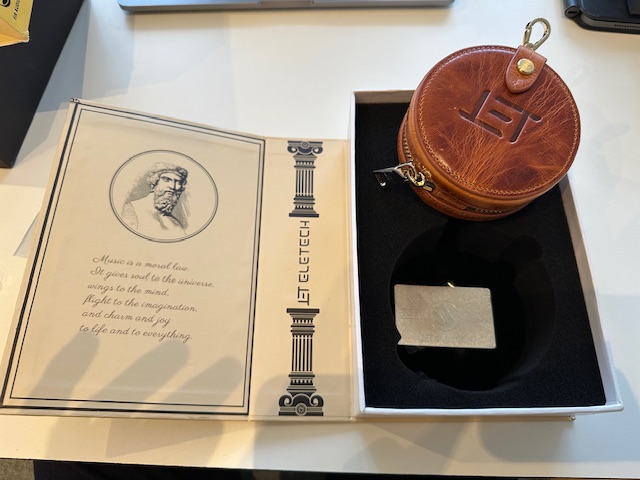 Music is a moral law.
It gives soul to the universe,
wings to the mind,
flight to the imagination,
and charm and joy
to life and to everything.
ELETECH